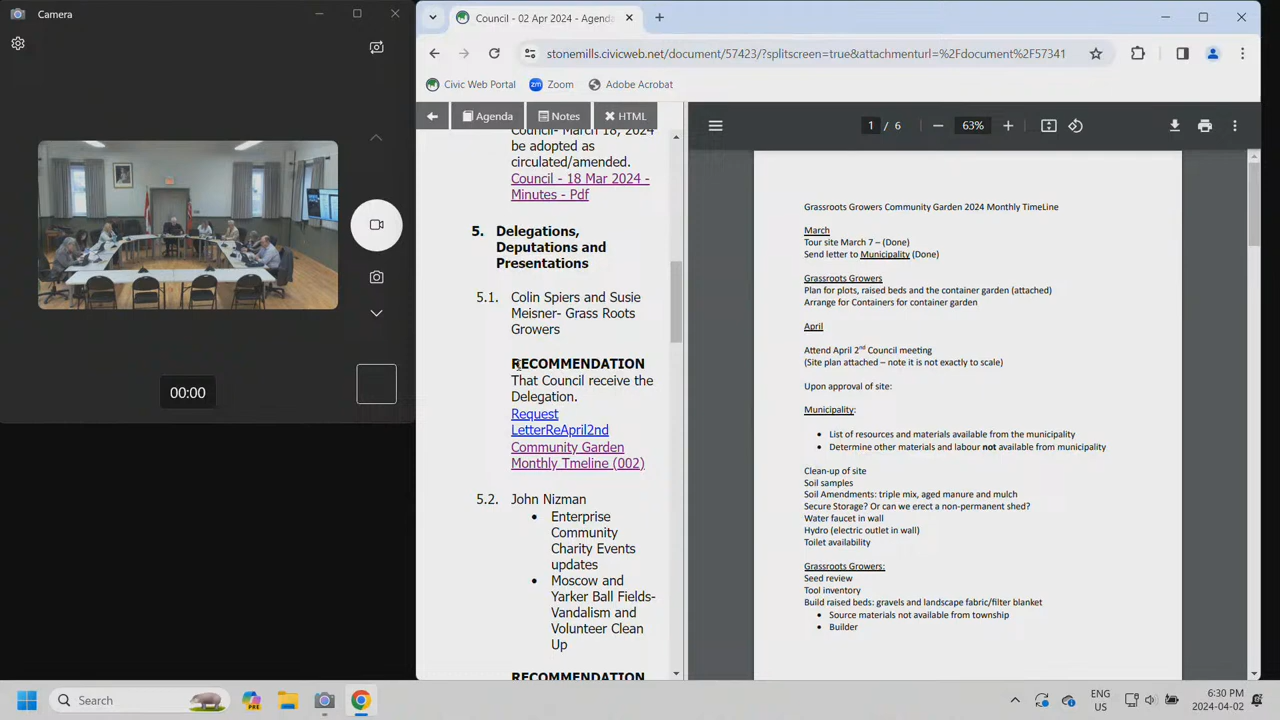 Camera
00:00
Council - 02 Apr 2024 - Agenda
stonemills.civicweb.net/document/57423/?splitscreen=true&attachmenturl=%2Fdocument%2F57341
Civic Web Portal
Zoom
Adobe Acrobat
Agenda
Notes
HTML
Council- March 18, 2024
be adopted as
circulated/amended.
Council - 18 Mar 2024 -
Minutes - Pdf
5. Delegations,
Deputations and
Presentations
5.1. Colin Spiers and Susie
Meisner- Grass Roots
Growers
RECOMMENDATION
That Council receive the
Delegation.
Request
LetterReApril2nd
Community Garden
Monthly Tmeline (002)
5.2. John Nizman
• Enterprise
Community
Charity Events
updates
• Moscow and
Yarker Ball Fields-
Vandalism and
Volunteer Clean
Up
RECOMMENDATION
1 / 6
63%
Grassroots Growers Community Garden 2024 Monthly TimeLine
March
Tour site March 7 – (Done)
Send letter to Municipality (Done)
Grassroots Growers
Plan for plots, raised beds and the container garden (attached)
Arrange for Containers for container garden
April
Attend April 2nd Council meeting
(Site plan attached – note it is not exactly to scale)
Upon approval of site:
Municipality:
• List of resources and materials available from the municipality
• Determine other materials and labour not available from municipality
Clean-up of site
Soil samples
Soil Amendments: triple mix, aged manure and mulch
Secure Storage? Or can we erect a non-permanent shed?
Water faucet in wall
Hydro (electric outlet in wall)
Toilet availability
Grassroots Growers:
Seed review
Tool inventory
Build raised beds: gravels and landscape fabric/filter blanket
• Source materials not available from township
• Builder
Search
PRE
ENG
US
6:30 PM
2024-04-02